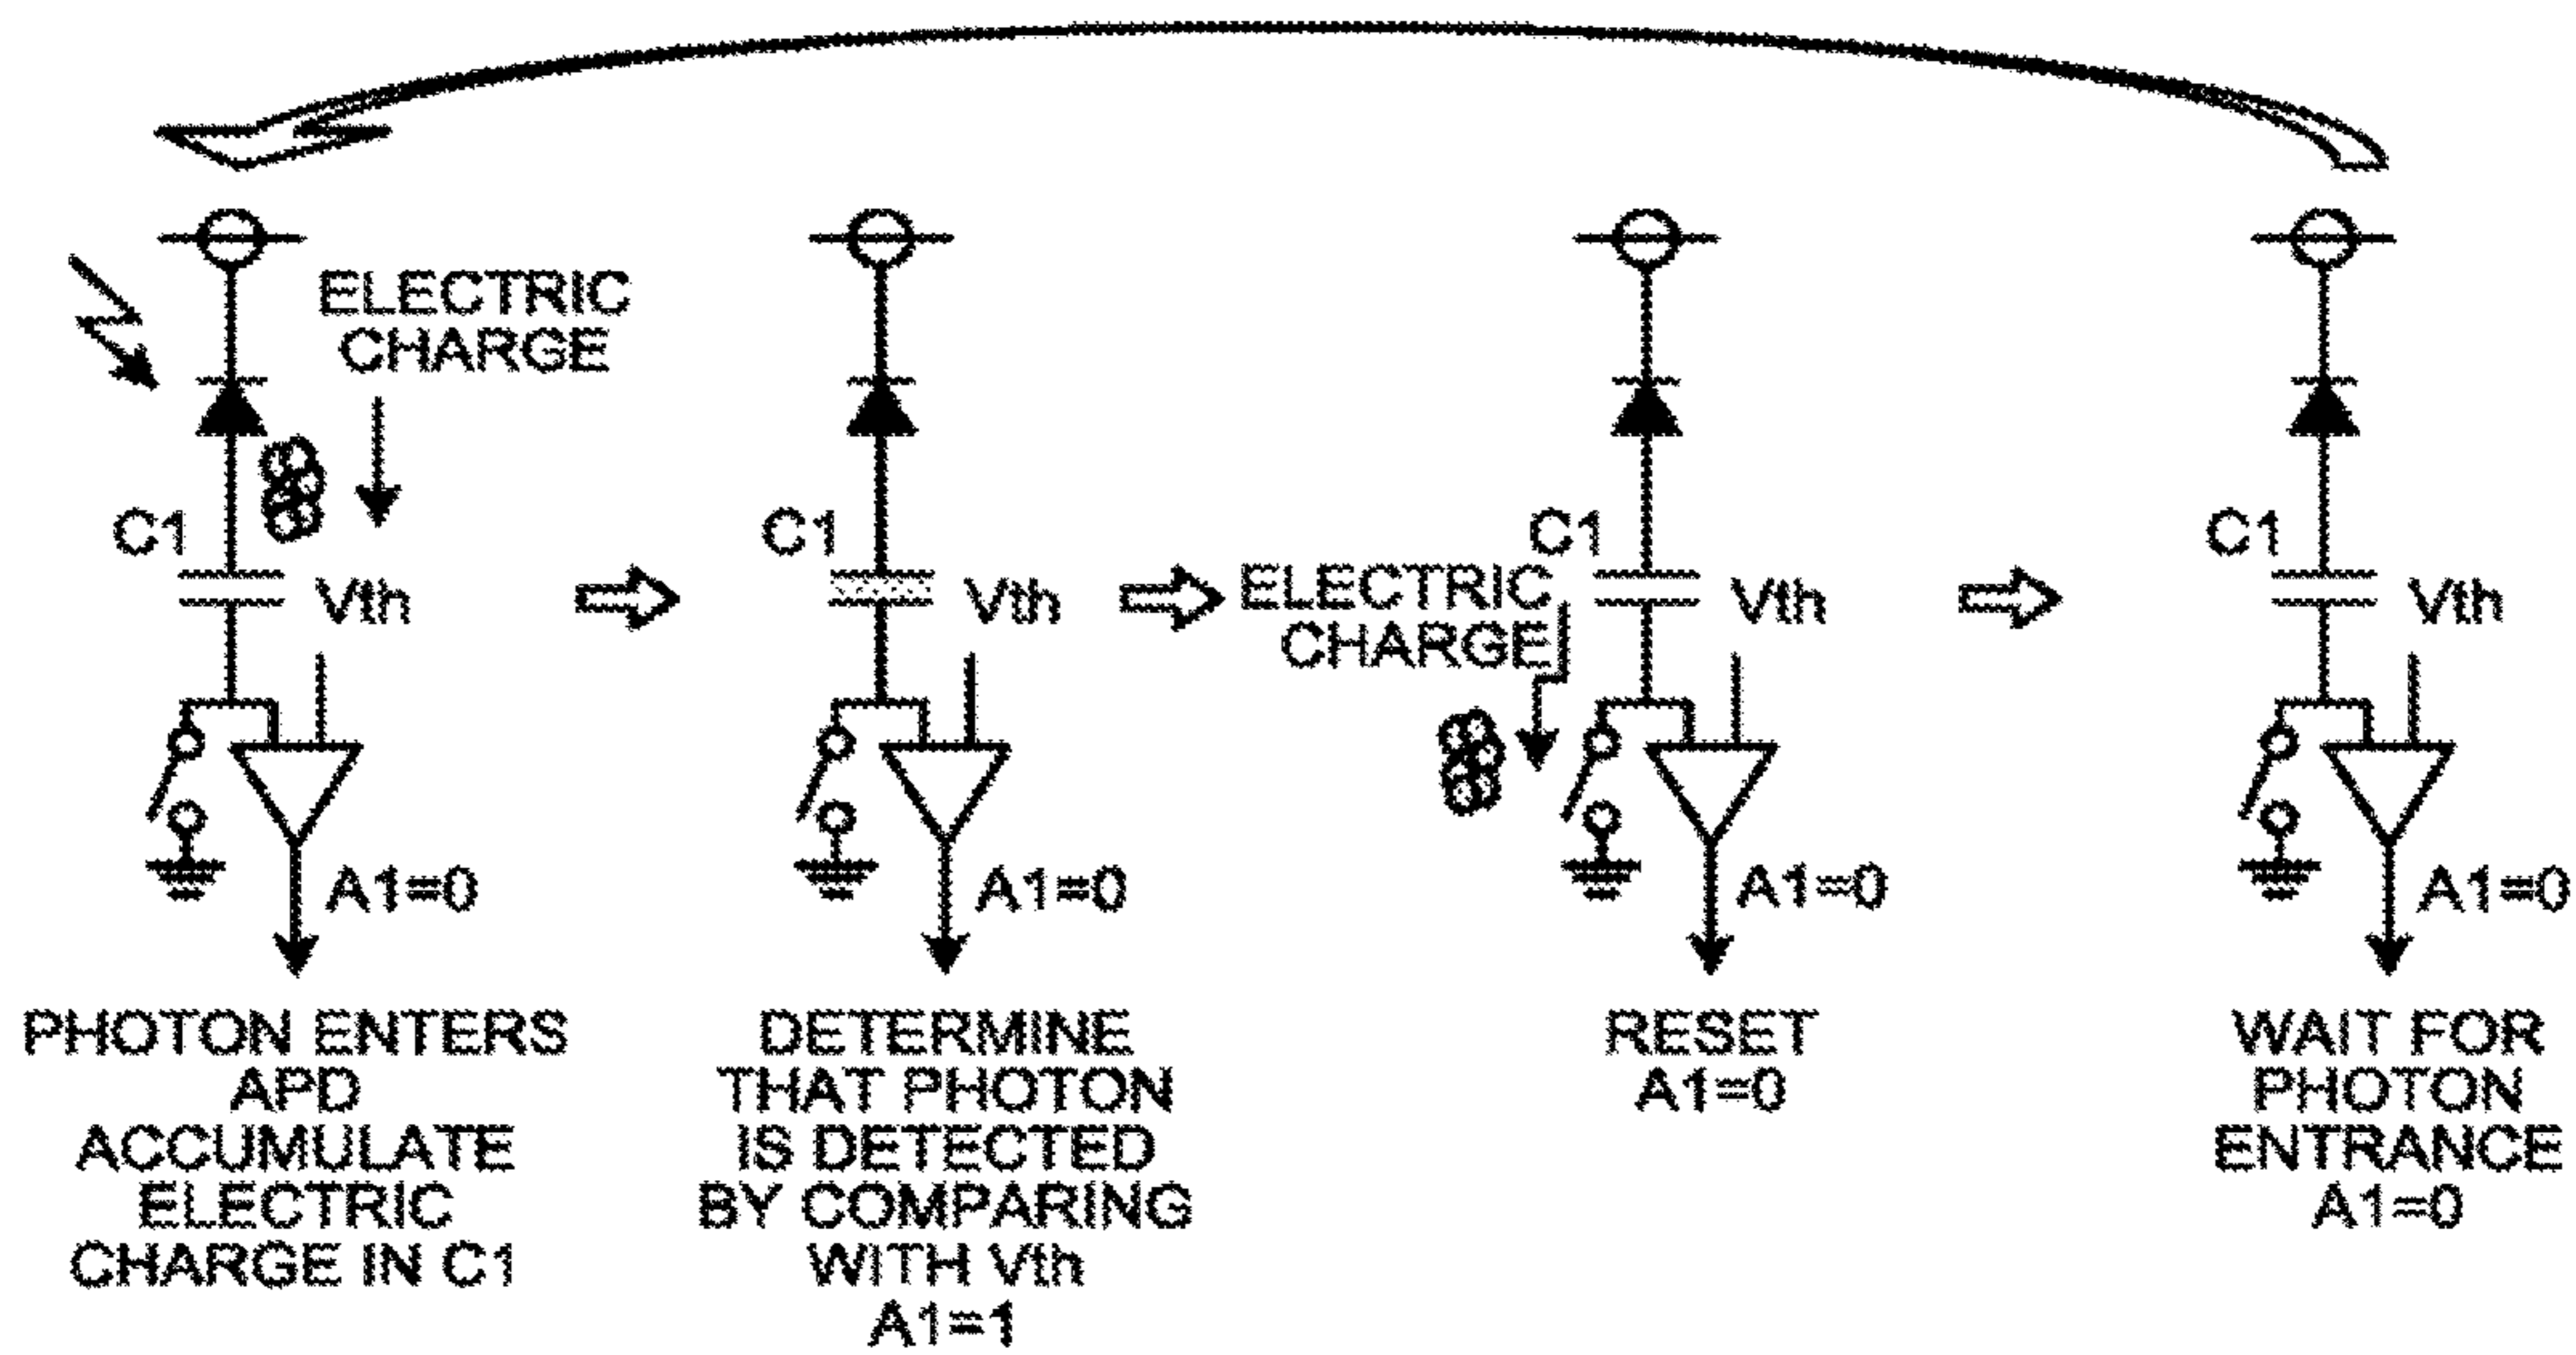 ELECTRIC
CHARGE
C1
Vth
A1=0
PHOTON ENTERS
APD
ACCUMULATE
ELECTRIC
CHARGE IN C1
C1
Vth
A1=0
DETERMINE
THAT PHOTON
IS DETECTED
BY COMPARING
WITH Vth
A1=1
ELECTRIC
CHARGE
C1
Vth
A1=0
RESET
A1=0
C1
Vth
A1=0
WAIT FOR
PHOTON
ENTRANCE
A1=0